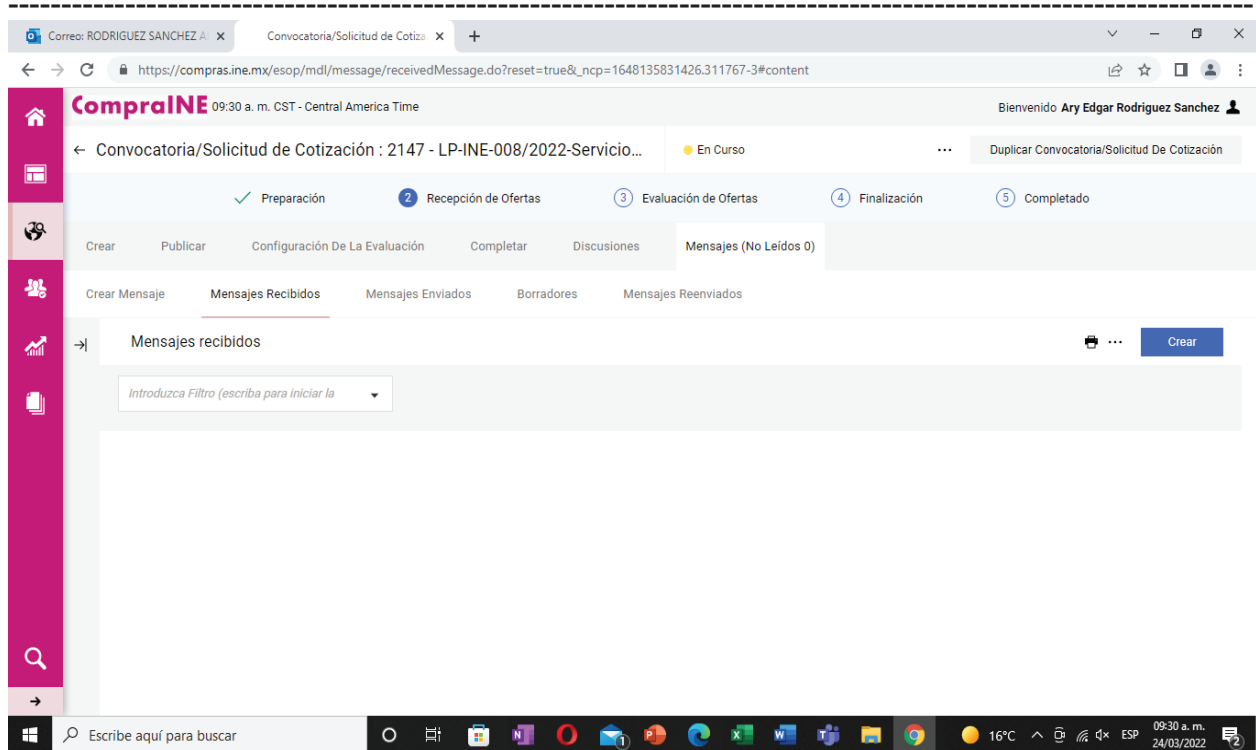 Correo: RODRIGUEZ SANCHEZ A
Convocatoria/Solicitud de Cotiza
https://compras.ine.mx/esop/mdl/message/receivedMessage.do?reset=true&_ncp=1648135831426.311767-3#content
CompraINE 09:30 a. m. CST - Central America Time
Bienvenido Ary Edgar Rodriguez Sanchez
Convocatoria/Solicitud de Cotización : 2147 - LP-INE-008/2022-Servicio...
En Curso
...
Duplicar Convocatoria/Solicitud De Cotización
Preparación
2 Recepción de Ofertas
3 Evaluación de Ofertas
4 Finalización
5 Completado
Crear
Publicar
Configuración De La Evaluación
Completar
Discusiones
Mensajes (No Leídos 0)
Crear Mensaje
Mensajes Recibidos
Mensajes Enviados
Borradores
Mensajes Reenviados
Mensajes recibidos
...
Crear
Introduzca Filtro (escriba para iniciar la
Escribe aquí para buscar
16°C
ESP
09:30 a. m.
24/03/2022